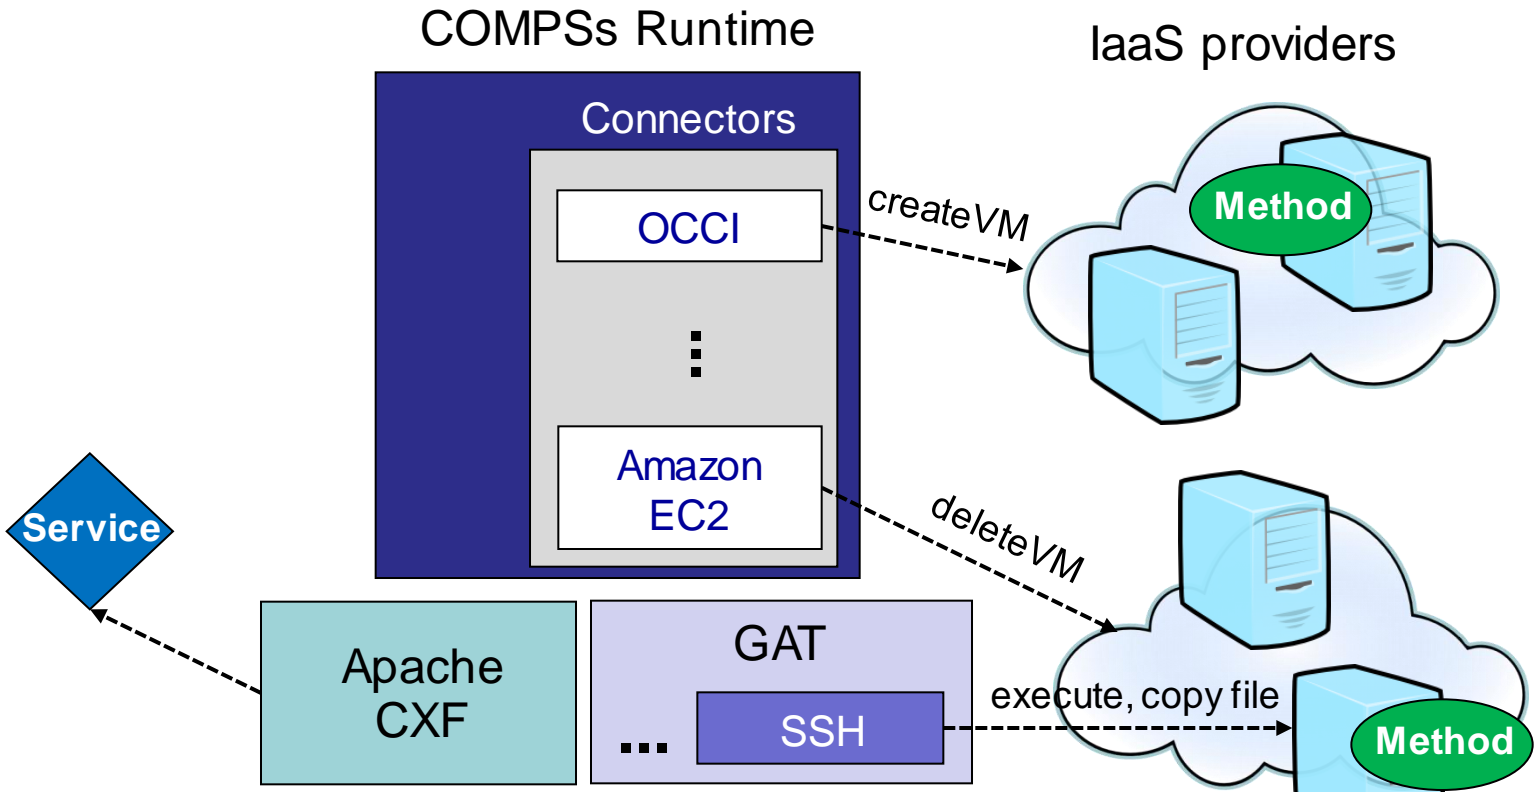 COMPSs Runtime
IaaS providers
Connectors
OCCI
createVM
Method
Amazon
EC2
deleteVM
Service
Apache
CXF
GAT
SSH
execute, copy file
Method